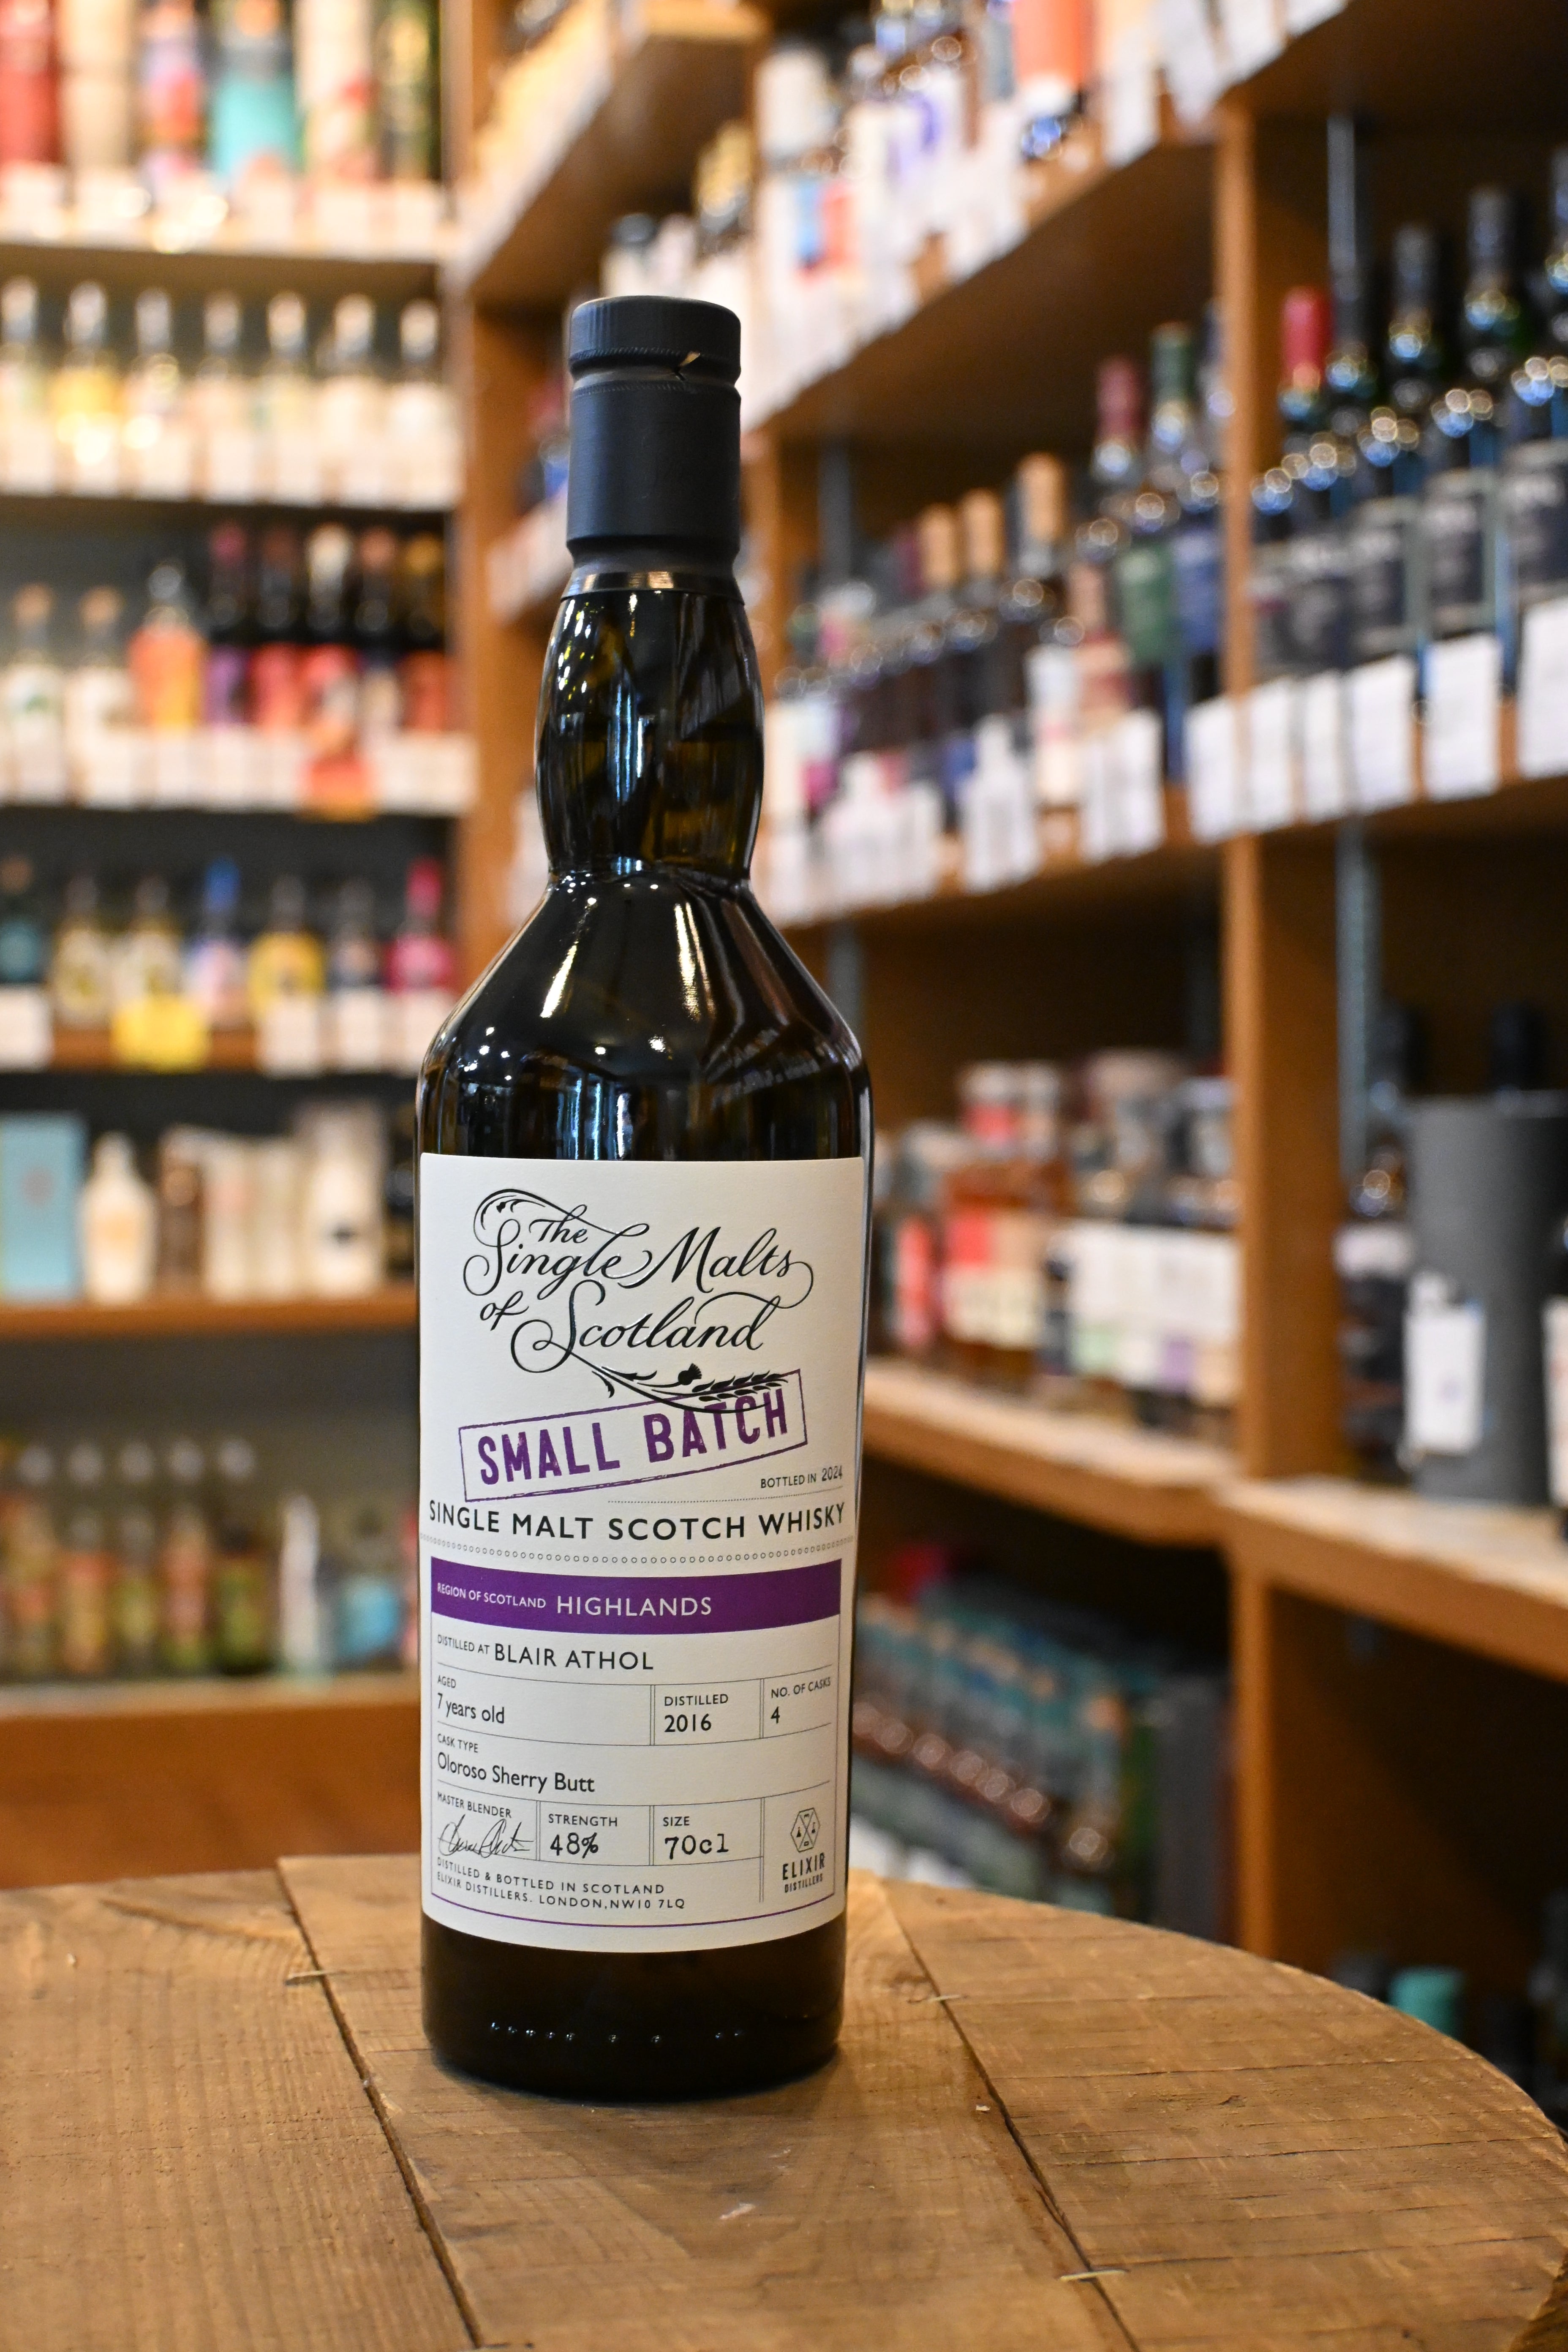 The
Single Malts
of Scotland
SMALL BATCH
BOTTLED IN 2024
SINGLE MALT SCOTCH WHISKY
REGION OF SCOTLAND HIGHLANDS
DISTILLED AT BLAIR ATHOL
AGED
7 years old
DISTILLED
2016
NO. OF CASKS
4
CASK TYPE
Oloroso Sherry Butt
MASTER BLENDER
STRENGTH
48%
SIZE
70cl
ELIXIR
DISTILLERS
DISTILLED & BOTTLED IN SCOTLAND
ELIXIR DISTILLERS. LONDON,NW10 7LQ